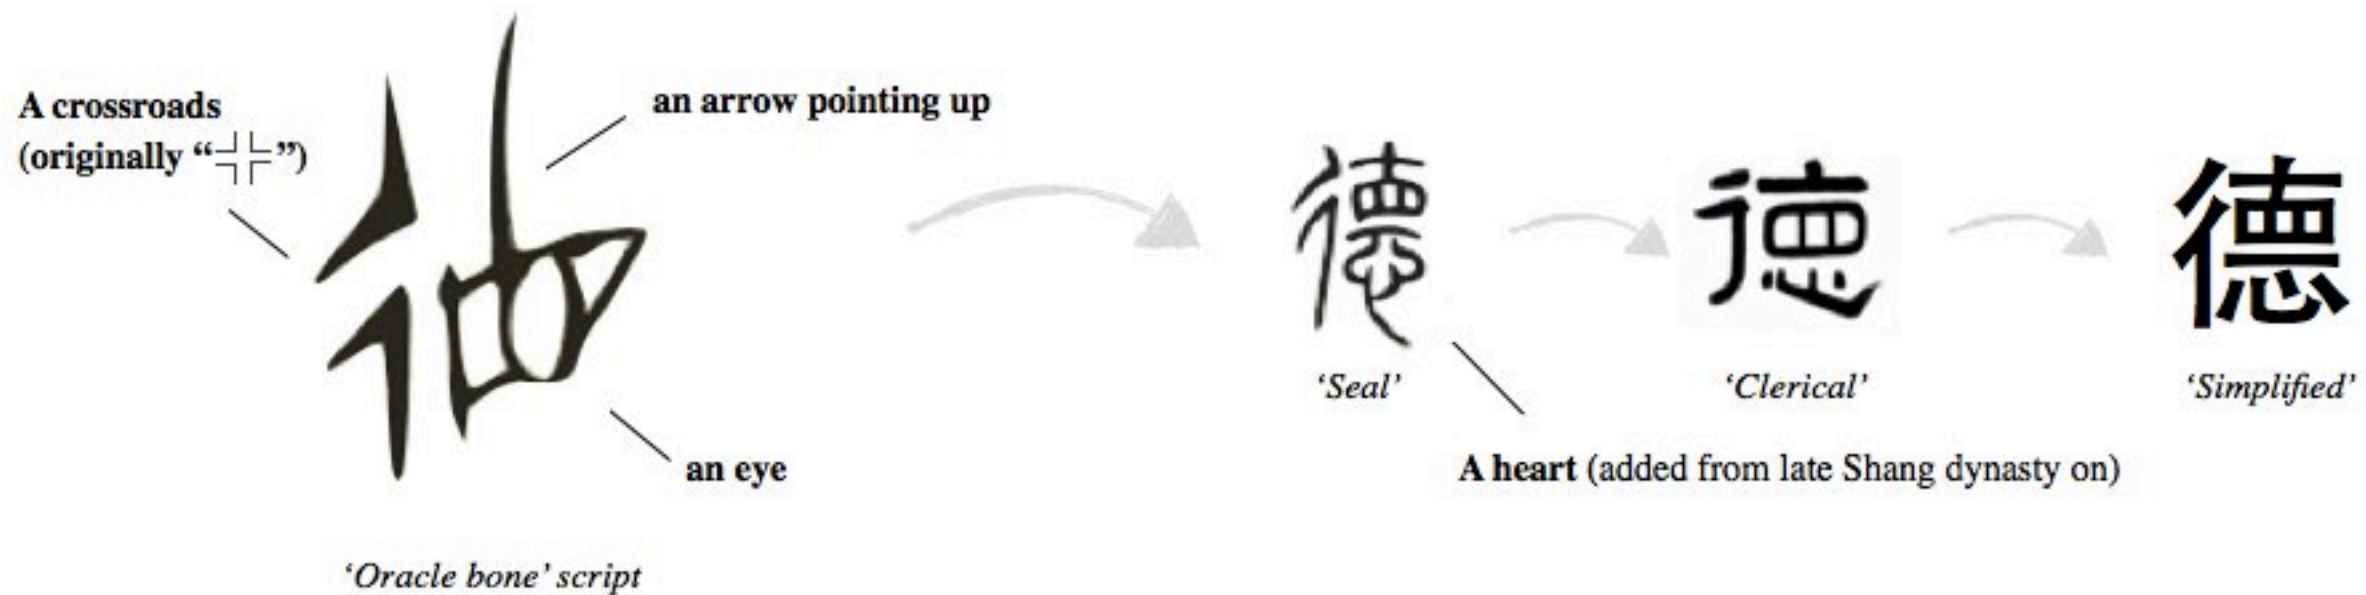 A crossroads
(originally “╬”)
an arrow pointing up
an eye
‘Oracle bone’ script
德
‘Seal’
德
‘Clerical’
德
‘Simplified’
A heart (added from late Shang dynasty on)